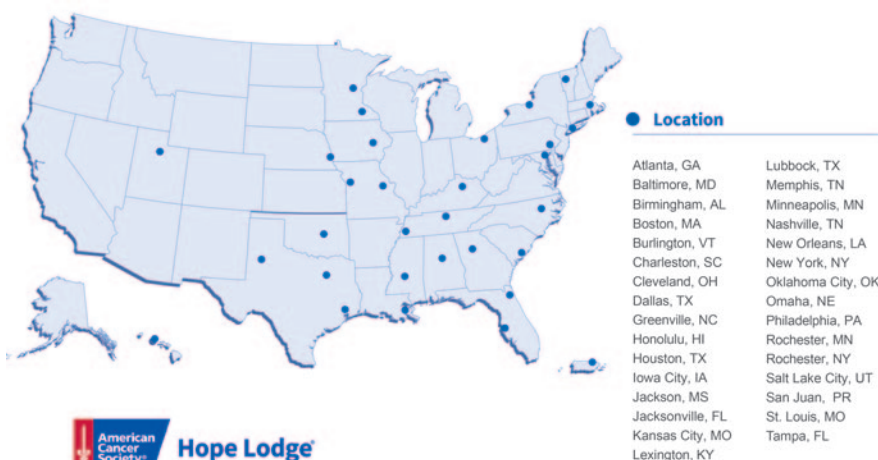 Location
Atlanta, GA
Baltimore, MD
Birmingham, AL
Boston, MA
Burlington, VT
Charleston, SC
Cleveland, OH
Dallas, TX
Greenville, NC
Honolulu, HI
Houston, TX
Iowa City, IA
Jackson, MS
Jacksonville, FL
Kansas City, MO
Lexington, KY
Lubbock, TX
Memphis, TN
Minneapolis, MN
Nashville, TN
New Orleans, LA
New York, NY
Oklahoma City, OK
Omaha, NE
Philadelphia, PA
Rochester, MN
Rochester, NY
Salt Lake City, UT
San Juan, PR
St. Louis, MO
Tampa, FL
American
Cancer
Society®
Hope Lodge®